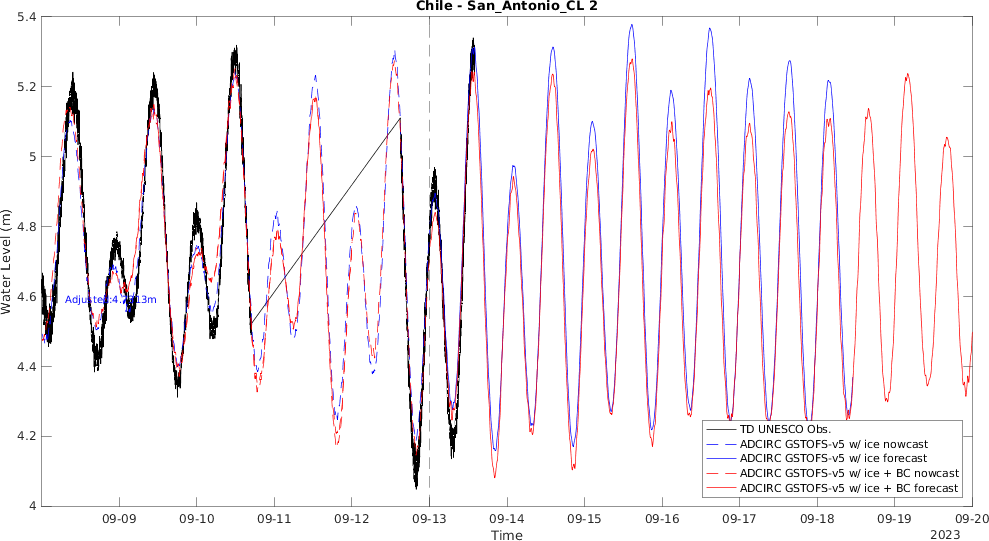 Chile - San_Antonio_CL 2
5.4
5.2
5
4.8
4.6
4.4
4.2
4
Water Level (m)
TD UNESCO Obs.
ADCIRC GSTOFS-v5 w/ ice nowcast
ADCIRC GSTOFS-v5 w/ ice forecast
ADCIRC GSTOFS-v5 w/ ice + BC nowcast
ADCIRC GSTOFS-v5 w/ ice + BC forecast
09-09 09-10 09-11 09-12 09-13 09-14 09-15 09-16 09-17 09-18 09-19 09-20
Time
2023